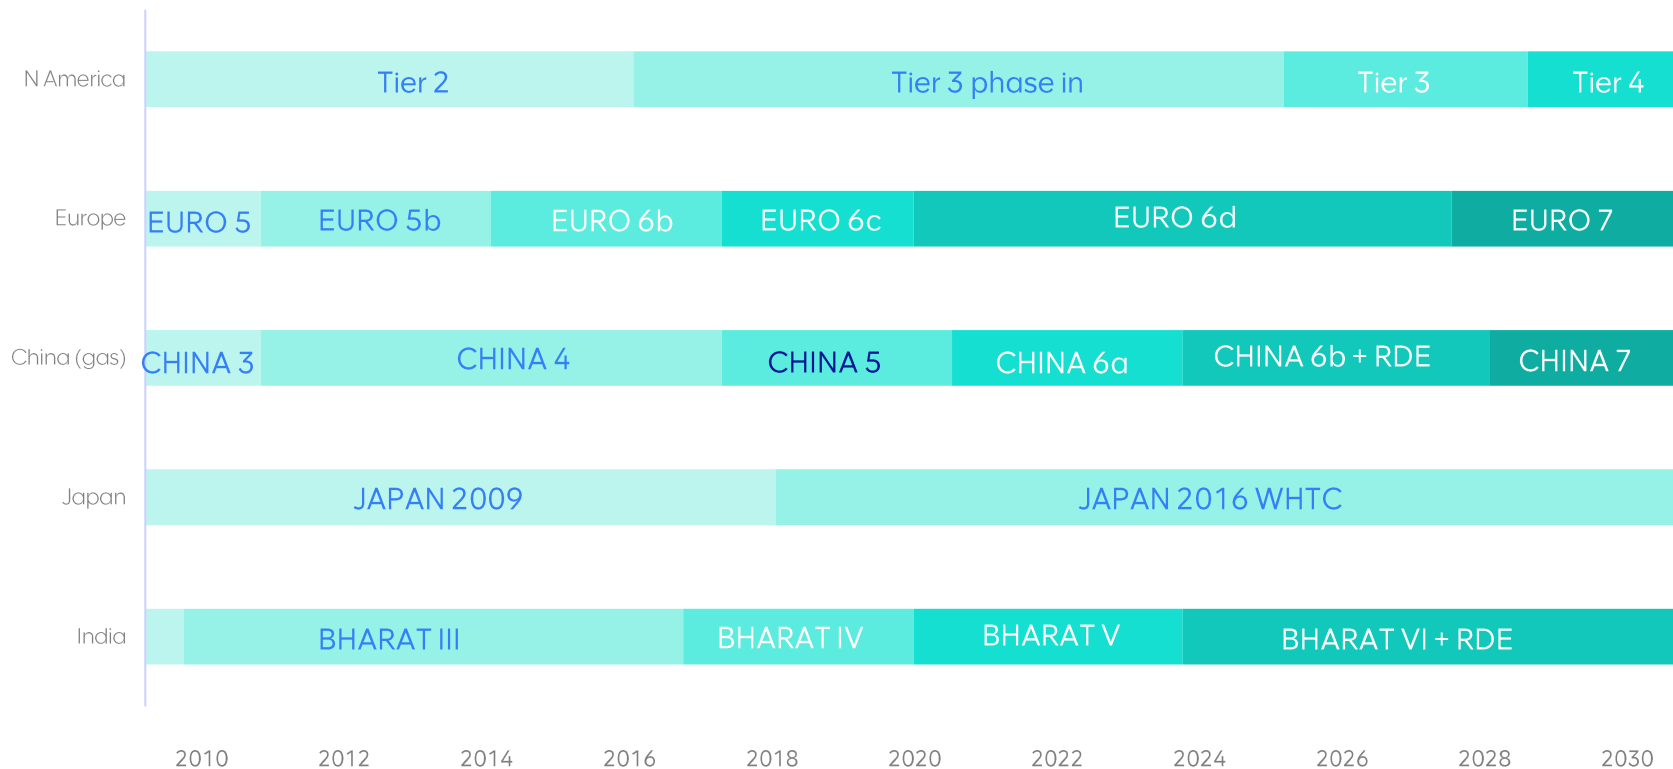 N America
Tier 2
Tier 3 phase in
Tier 3
Tier 4
Europe
EURO 5
EURO 5b
EURO 6b
EURO 6c
EURO 6d
EURO 7
China (gas)
CHINA 3
CHINA 4
CHINA 5
CHINA 6a
CHINA 6b + RDE
CHINA 7
Japan
JAPAN 2009
JAPAN 2016 WHTC
India
BHARAT III
BHARAT IV
BHARAT V
BHARAT VI + RDE
2010
2012
2014
2016
2018
2020
2022
2024
2026
2028
2030